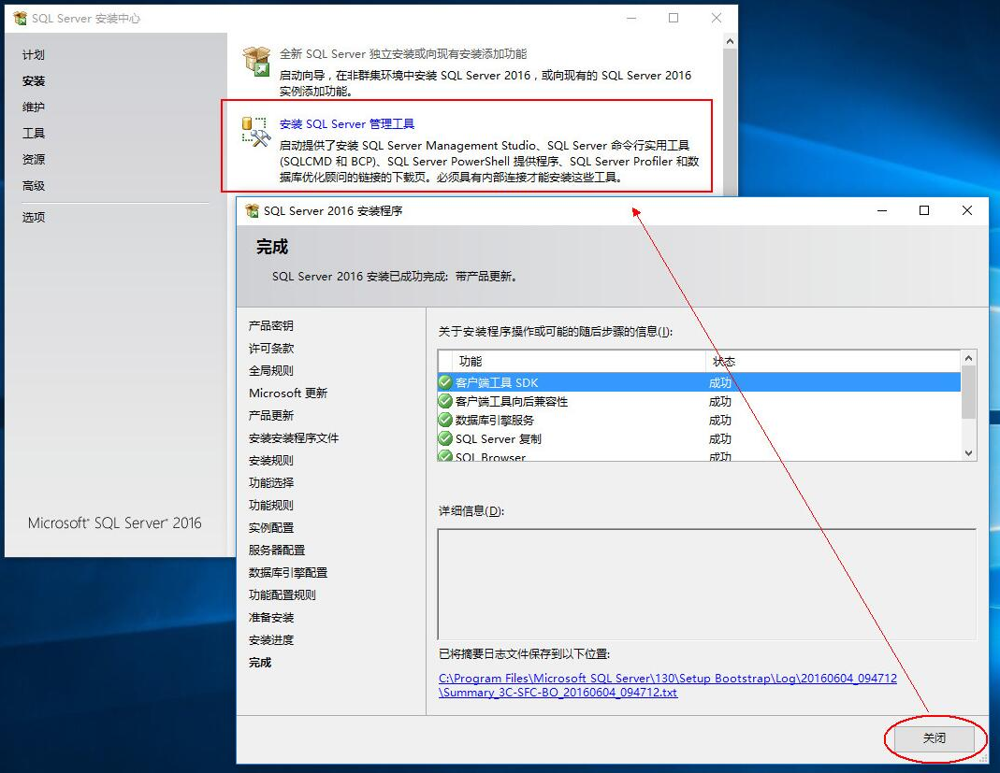 SQL Server 安装中心
计划
安装
维护
工具
资源
高级
选项
Microsoft® SQL Server® 2016
全新 SQL Server 独立安装或向现有安装添加功能
启动向导，在非群集环境中安装 SQL Server 2016，或向现有的 SQL Server 2016
实例添加功能。
安装 SQL Server 管理工具
启动提供了安装 SQL Server Management Studio、SQL Server 命令行实用工具
(SQLCMD 和 BCP)、SQL Server PowerShell 提供程序、SQL Server Profiler 和数
据库优化顾问的链接的下载页。必须具有内部连接才能安装这些工具。
SQL Server 2016 安装程序
完成
SQL Server 2016 安装已成功完成: 带产品更新。
产品密钥
许可条款
全局规则
Microsoft 更新
产品更新
安装安装程序文件
安装规则
功能选择
功能规则
实例配置
服务器配置
数据库引擎配置
功能配置规则
准备安装
安装进度
完成
关于安装程序操作或可能的随后步骤的信息(I):
功能 状态
客户端工具 SDK 成功
客户端工具向后兼容性 成功
数据库引擎服务 成功
SQL Server 复制 成功
SQL Browser 成功
详细信息(D):
已将摘要日志文件保存到以下位置:
C:\Program Files\Microsoft SQL Server\130\Setup Bootstrap\Log\20160604_094712
\Summary_3C-SFC-BO_20160604_094712.txt
关闭